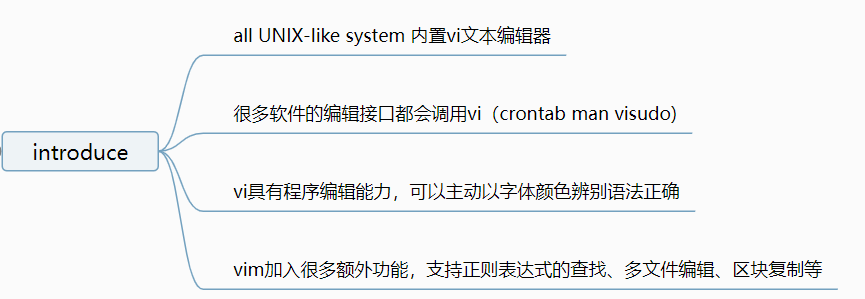 all UNIX-like system 内置vi文本编辑器
很多软件的编辑接口都会调用vi（crontab man visudo）
introduce
vi具有程序编辑能力，可以主动以字体颜色辨别语法正确
vim加入很多额外功能，支持正则表达式的查找、多文件编辑、区块复制等